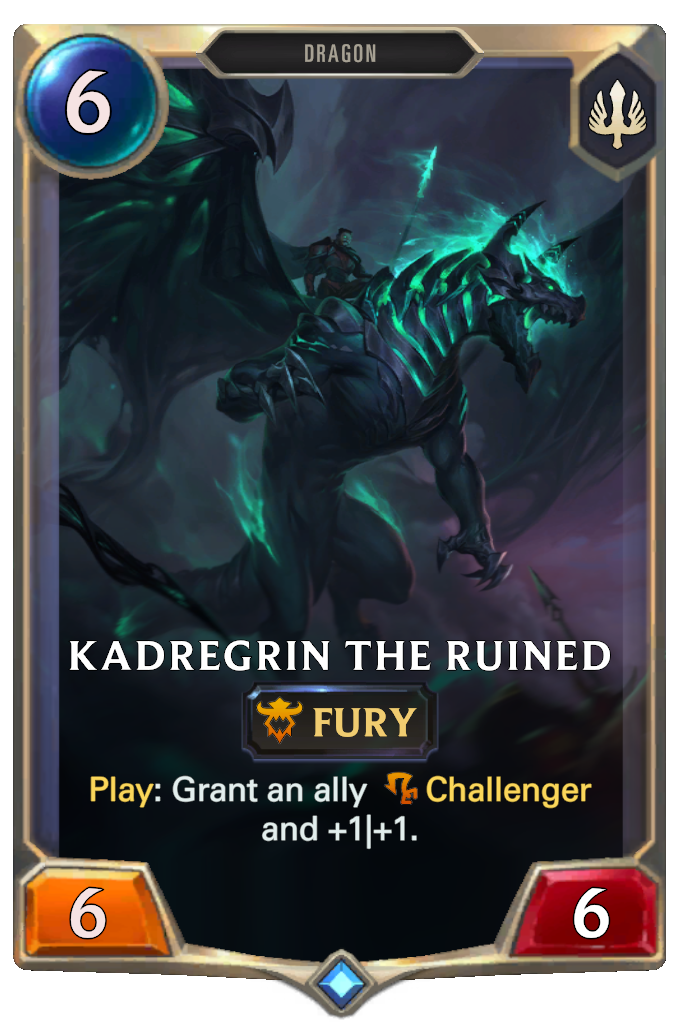 DRAGON
6
KADREGRIN THE RUINED
FURY
Play: Grant an ally Challenger
and +1|+1.
6
6